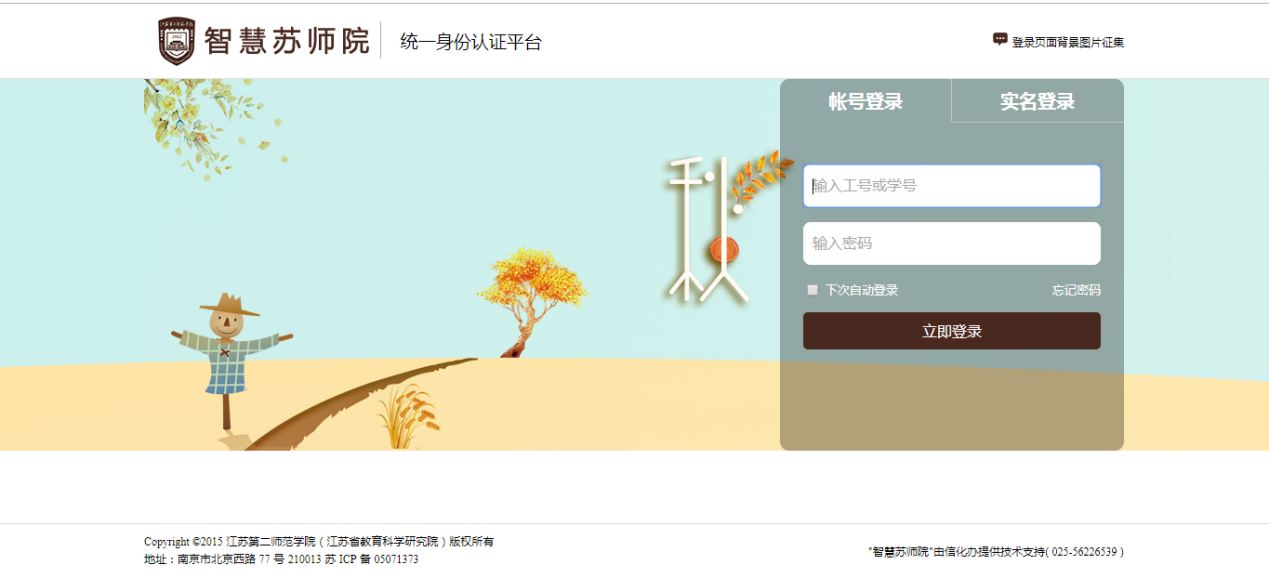 智慧苏师院
统一身份认证平台
登录页面背景图片征集
帐号登录
实名登录
秋
输入工号或学号
输入密码
下次自动登录
忘记密码
立即登录
Copyright ©2015 江苏第二师范学院（江苏省教育科学研究院）版权所有
地址：南京市北京西路 77 号 210013 苏 ICP 备 05071373
"智慧苏师院"由信化办提供技术支持( 025-56226539 )